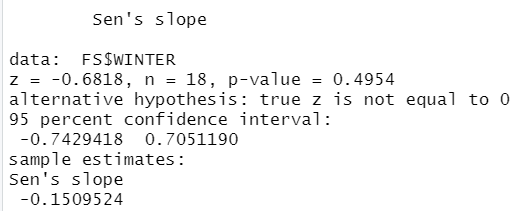 Sen's slope
data:  FS$WINTER
z = -0.6818, n = 18, p-value = 0.4954
alternative hypothesis: true z is not equal to 0
95 percent confidence interval:
 -0.7429418  0.7051190
sample estimates:
Sen's slope
 -0.1509524